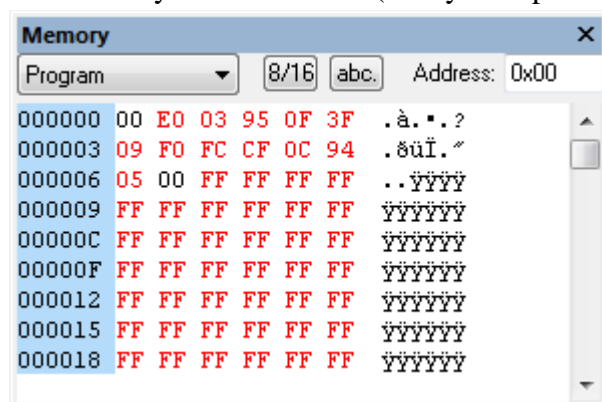 Memory
Program 8/16 abc. Address: 0x00
000000 00 E0 03 95 0F 3F .à.•.?
000003 09 F0 FC CF 0C 94 .ðüÏ.”
000006 05 00 FF FF FF FF ..ÿÿÿÿ
000009 FF FF FF FF FF FF ÿÿÿÿÿÿ
00000C FF FF FF FF FF FF ÿÿÿÿÿÿ
00000F FF FF FF FF FF FF ÿÿÿÿÿÿ
000012 FF FF FF FF FF FF ÿÿÿÿÿÿ
000015 FF FF FF FF FF FF ÿÿÿÿÿÿ
000018 FF FF FF FF FF FF ÿÿÿÿÿÿ